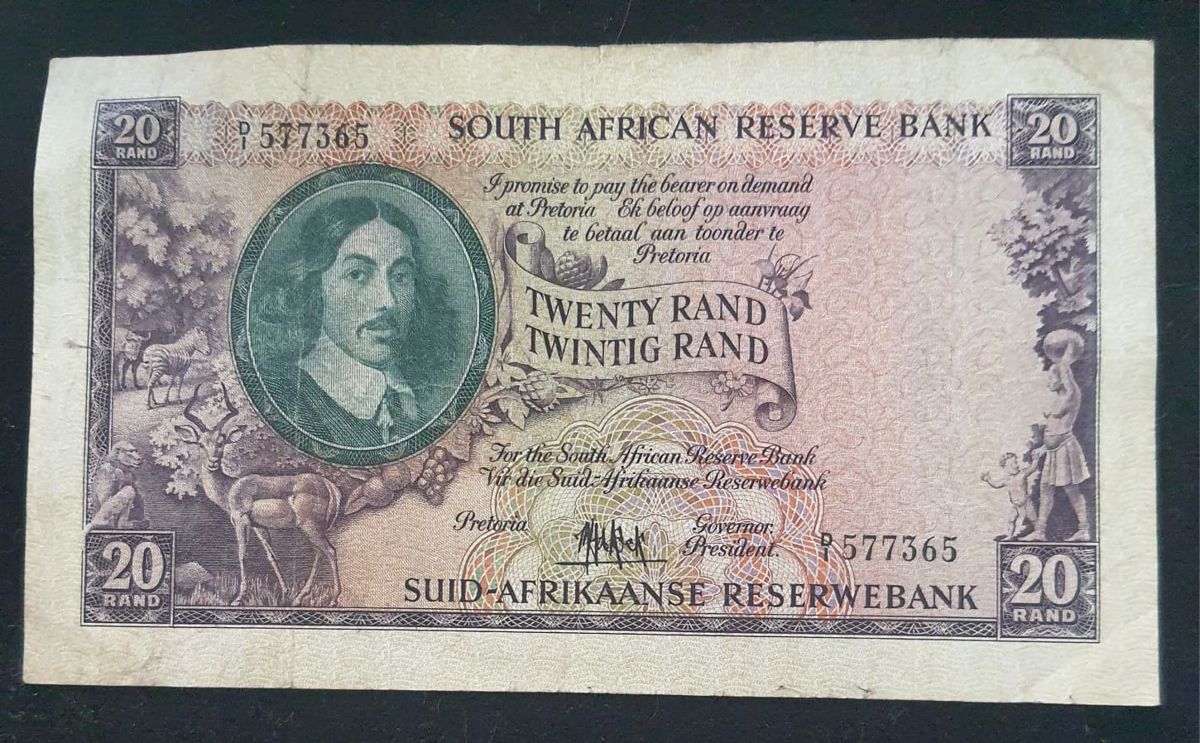 20 RAND
D/1 577365
SOUTH AFRICAN RESERVE BANK
20 RAND
I promise to pay the bearer on demand
at Pretoria Ek beloof op aanvraag
te betaal aan toonder te
Pretoria
TWENTY RAND
TWINTIG RAND
For the South African Reserve Bank
Vir die Suid-Afrikaanse Reserwebank
Pretoria
Governor.
President.
D/1 577365
20 RAND
SUID-AFRIKAANSE RESERWEBANK
20 RAND